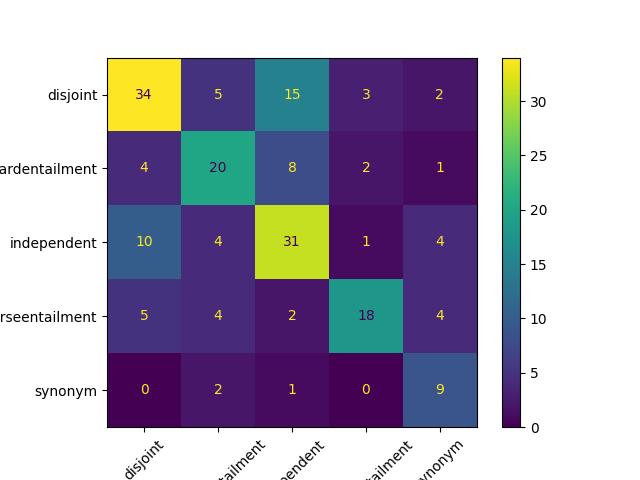 disjoint 34 5 15 3 2
ardentailment 4 20 8 2 1
independent 10 4 31 1 4
rseentailment 5 4 2 18 4
synonym 0 2 1 0 9
disjoint tailment pendent tailment ynonym
30
25
20
15
10
5
0